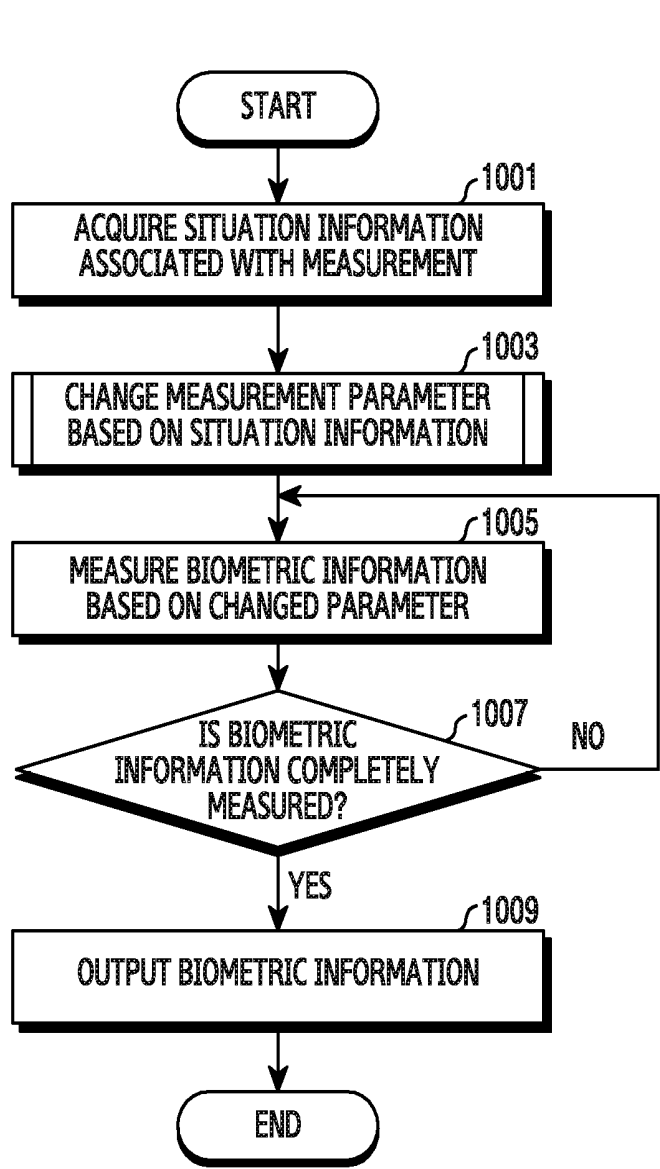 START
1001
ACQUIRE SITUATION INFORMATION
ASSOCIATED WITH MEASUREMENT
1003
CHANGE MEASUREMENT PARAMETER
BASED ON SITUATION INFORMATION
1005
MEASURE BIOMETRIC INFORMATION
BASED ON CHANGED PARAMETER
1007
IS BIOMETRIC
INFORMATION COMPLETELY
MEASURED?
NO
YES
1009
OUTPUT BIOMETRIC INFORMATION
END